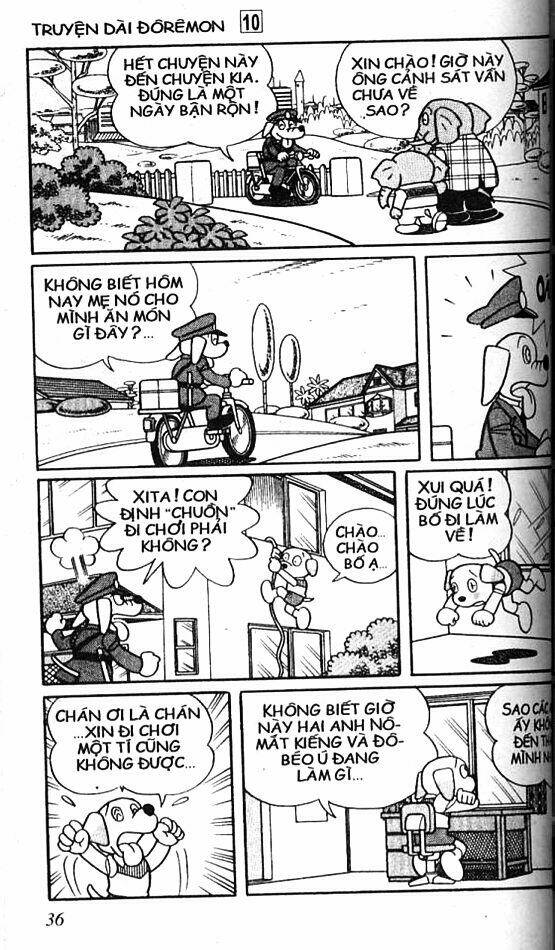 TRUYỆN DÀI ĐÔRÊMON 10
HẾT CHUYỆN NÀY
ĐẾN CHUYỆN KIA.
ĐÚNG LÀ MỘT
NGÀY BẬN RỘN!
XIN CHÀO! GIỜ NÀY
ÔNG CẢNH SÁT VẪN
CHƯA VỀ
SAO?
KHÔNG BIẾT HÔM
NAY MẸ NÓ CHO
MÌNH ĂN MÓN
GÌ ĐÂY?...
XITA! CON
ĐỊNH "CHUỒN"
ĐI CHƠI PHẢI
KHÔNG?
CHÀO...
CHÀO
BỐ Ạ...
XUI QUÁ!
ĐÚNG LÚC
BỐ ĐI LÀM
VỀ!
CHÁN ƠI LÀ CHÁN
...XIN ĐI CHƠI
MỘT TÍ CŨNG
KHÔNG ĐƯỢC...
KHÔNG BIẾT GIỜ
NÀY HAI ANH NÔ-
MẮT KIẾNG VÀ ĐÔ-
BÉO Ú ĐANG
LÀM GÌ...
SAO CÁC
ẤY
ĐẾN
MÌNH
36